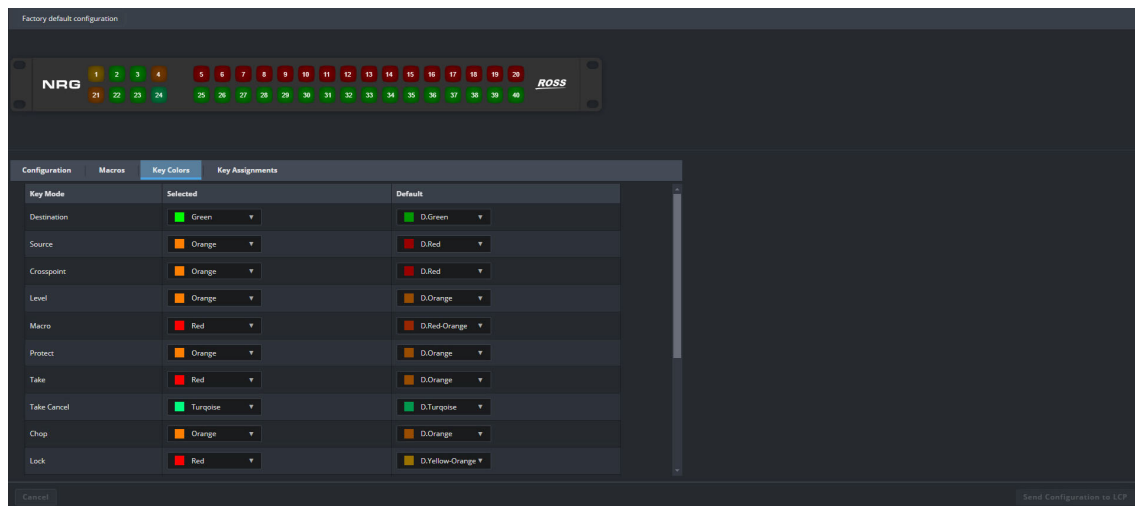 Factory default configuration
NRG 1 2 3 4 5 6 7 8 9 10 11 12 13 14 15 16 17 18 19 20 ROSS
21 22 23 24 25 26 27 28 29 30 31 32 33 34 35 36 37 38 39 40
Configuration Macros Key Colors Key Assignments
Key Mode Selected Default
Destination Green D.Green
Source Orange D.Red
Crosspoint Orange D.Red
Level Orange D.Orange
Macro Red D.Red-Orange
Protect Orange D.Orange
Take Red D.Orange
Take Cancel Turqoise D.Turqoise
Chop Orange D.Orange
Lock Red D.Yellow-Orange
Cancel Send Configuration to LCP